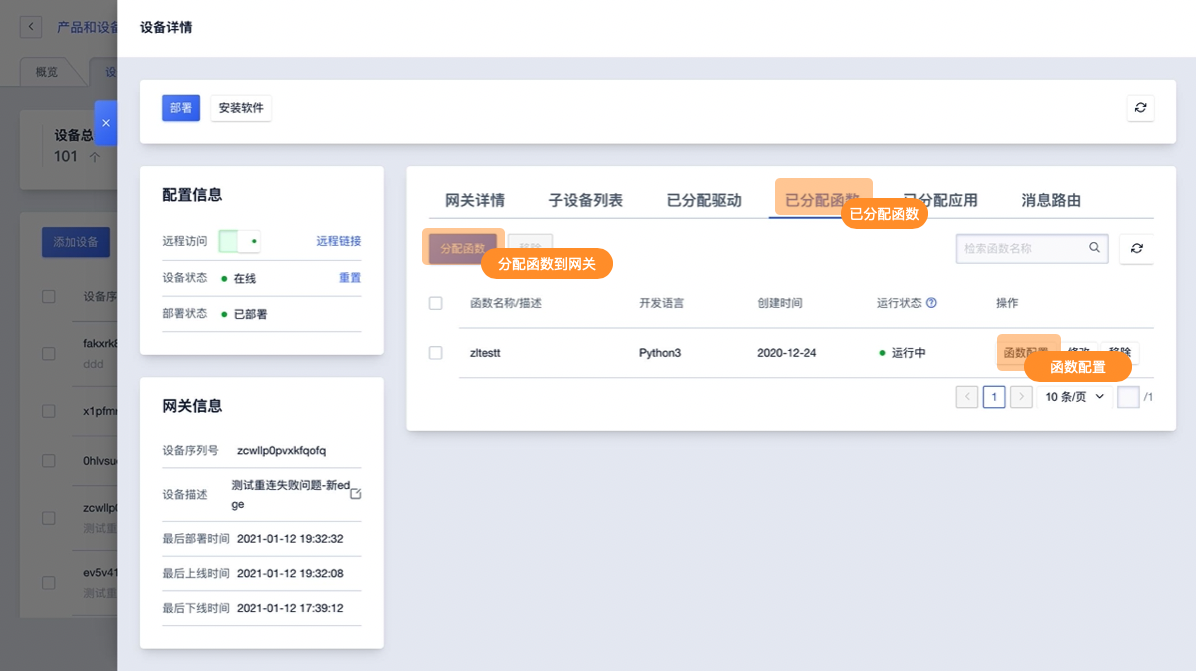 产品和设备
设备详情
概览
设
部署
安装软件
设备总
101 个
添加设备
设备序
fakxrk8
ddd
x1pfmr
0hlvsu
zcwllp0
测试重
ev5v41
测试重
配置信息
远程访问
远程链接
设备状态
在线
重置
部署状态
已部署
网关信息
设备序列号
zcwllp0pvxkfqofq
设备描述
测试重连失败问题-新ed
ge
最后部署时间 2021-01-12 19:32:32
最后上线时间 2021-01-12 19:32:08
最后下线时间 2021-01-12 17:39:12
网关详情
子设备列表
已分配驱动
已分配函数
已分配应用
消息路由
已分配函数
分配函数
移除
分配函数到网关
检索函数名称
函数名称/描述
开发语言
创建时间
运行状态
操作
zltestt
Python3
2020-12-24
运行中
函数配置
修改
移除
函数配置
1
10 条/页
/1